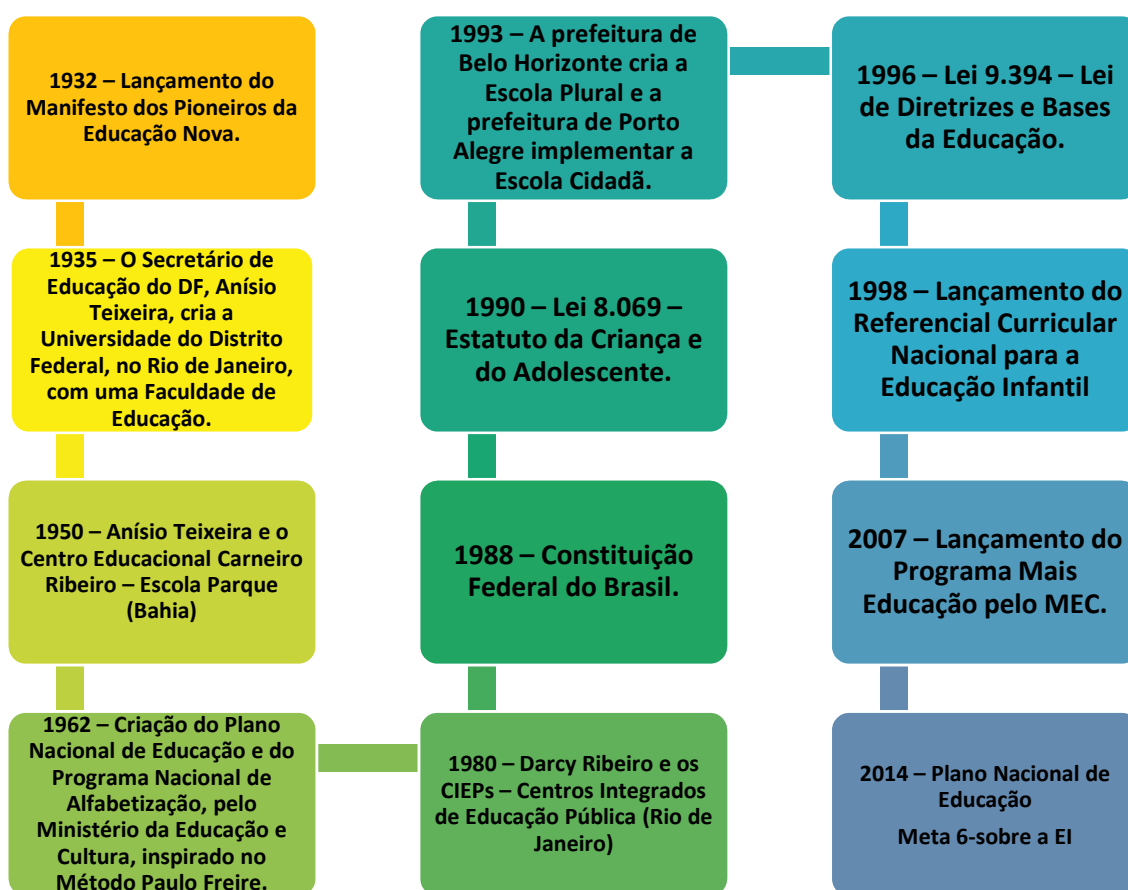 1932 – Lançamento do
Manifesto dos Pioneiros da
Educação Nova.
1935 – O Secretário de
Educação do DF, Anísio
Teixeira, cria a
Universidade do Distrito
Federal, no Rio de Janeiro,
com uma Faculdade de
Educação.
1950 – Anísio Teixeira e o
Centro Educacional Carneiro
Ribeiro – Escola Parque
(Bahia)
1962 – Criação do Plano
Nacional de Educação e do
Programa Nacional de
Alfabetização, pelo
Ministério da Educação e
Cultura, inspirado no
Método Paulo Freire.
1980 – Darcy Ribeiro e os
CIEPs – Centros Integrados
de Educação Pública (Rio de
Janeiro)
1988 – Constituição
Federal do Brasil.
1990 – Lei 8.069 –
Estatuto da Criança e
do Adolescente.
1993 – A prefeitura de
Belo Horizonte cria a
Escola Plural e a
prefeitura de Porto
Alegre implementar a
Escola Cidadã.
1996 – Lei 9.394 – Lei
de Diretrizes e Bases
da Educação.
1998 – Lançamento do
Referencial Curricular
Nacional para a
Educação Infantil
2007 – Lançamento do
Programa Mais
Educação pelo MEC.
2014 – Plano Nacional de
Educação
Meta 6-sobre a EI